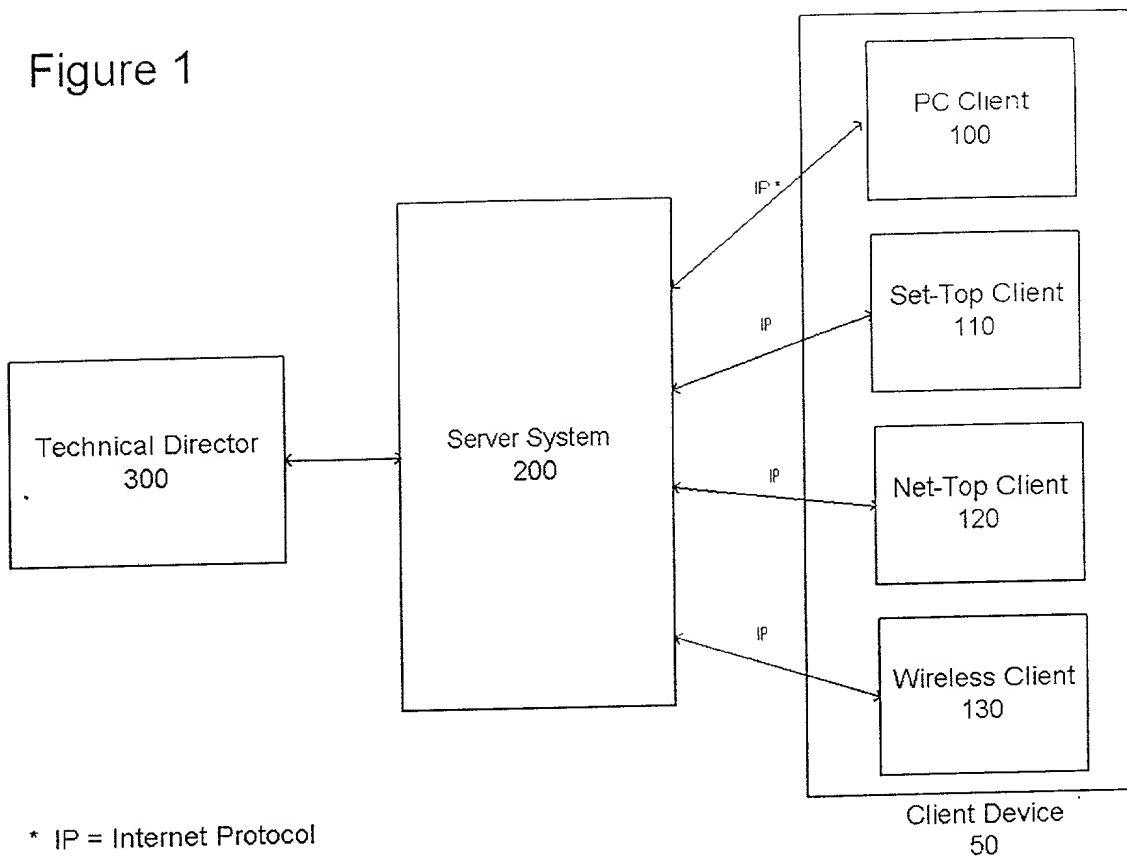 Figure 1
PC Client
100
IP *
Set-Top Client
110
IP
Technical Director
300
Server System
200
Net-Top Client
120
IP
Wireless Client
130
IP
Client Device
50
* IP = Internet Protocol